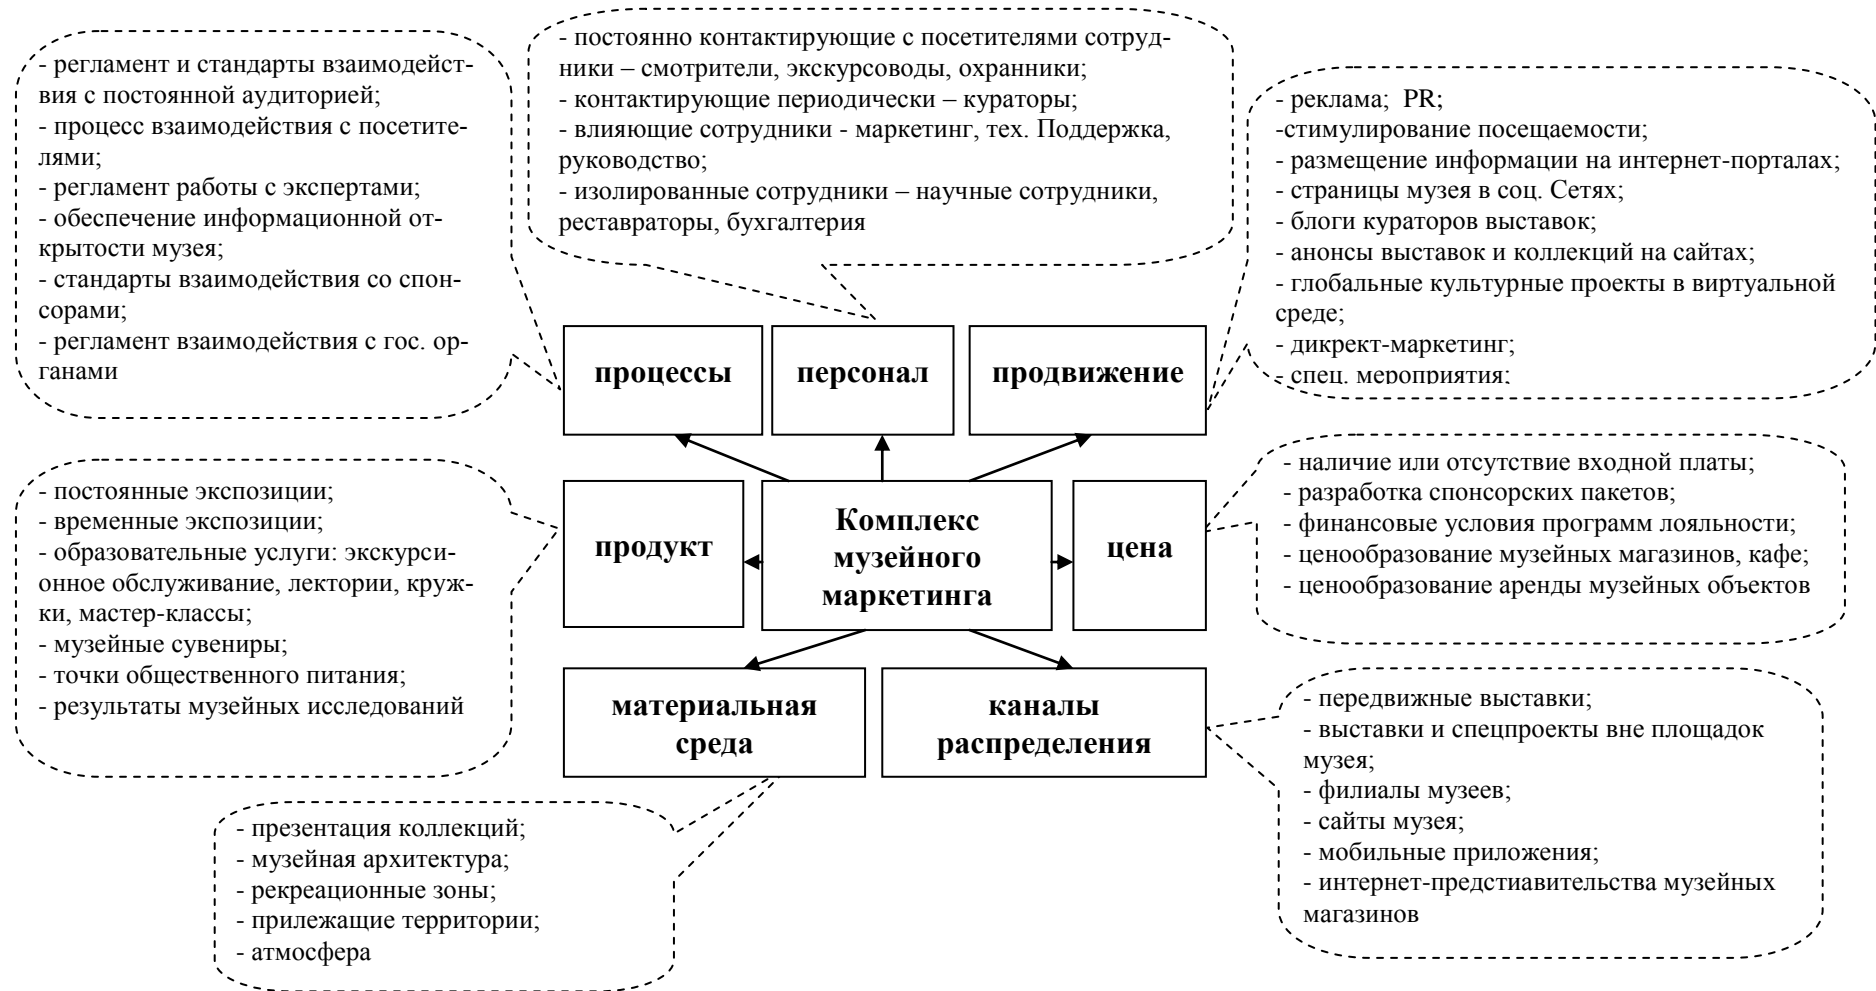 - регламент и стандарты взаимодейст-
вия с постоянной аудиторией;
- процесс взаимодействия с посетите-
лями;
- регламент работы с экспертами;
- обеспечение информационной от-
крытости музея;
- стандарты взаимодействия со спон-
сорами;
- регламент взаимодействия с гос. ор-
ганами
- постоянно контактирующие с посетителями сотруд-
ники – смотрители, экскурсоводы, охранники;
- контактирующие периодически – кураторы;
- влияющие сотрудники - маркетинг, тех. Поддержка,
руководство;
- изолированные сотрудники – научные сотрудники,
реставраторы, бухгалтерия
- реклама; PR;
-стимулирование посещаемости;
- размещение информации на интернет-порталах;
- страницы музея в соц. Сетях;
- блоги кураторов выставок;
- анонсы выставок и коллекций на сайтах;
- глобальные культурные проекты в виртуальной
среде;
- дикрект-маркетинг;
- спец. мероприятия;
процессы
персонал
продвижение
- постоянные экспозиции;
- временные экспозиции;
- образовательные услуги: экскурси-
онное обслуживание, лектории, круж-
ки, мастер-классы;
- музейные сувениры;
- точки общественного питания;
- результаты музейных исследований
продукт
Комплекс
музейного
маркетинга
цена
- наличие или отсутствие входной платы;
- разработка спонсорских пакетов;
- финансовые условия программ лояльности;
- ценообразование музейных магазинов, кафе;
- ценообразование аренды музейных объектов
материальная
среда
каналы
распределения
- презентация коллекций;
- музейная архитектура;
- рекреационные зоны;
- прилежащие территории;
- атмосфера
- передвижные выставки;
- выставки и спецпроекты вне площадок
музея;
- филиалы музеев;
- сайты музея;
- мобильные приложения;
- интернет-предстиавительства музейных
магазинов